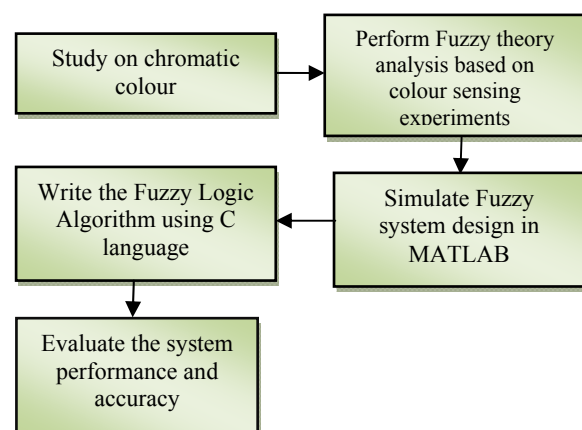 Study on chromatic
colour
Perform Fuzzy theory
analysis based on
colour sensing
experiments
Simulate Fuzzy
system design in
MATLAB
Write the Fuzzy Logic
Algorithm using C
language
Evaluate the system
performance and
accuracy